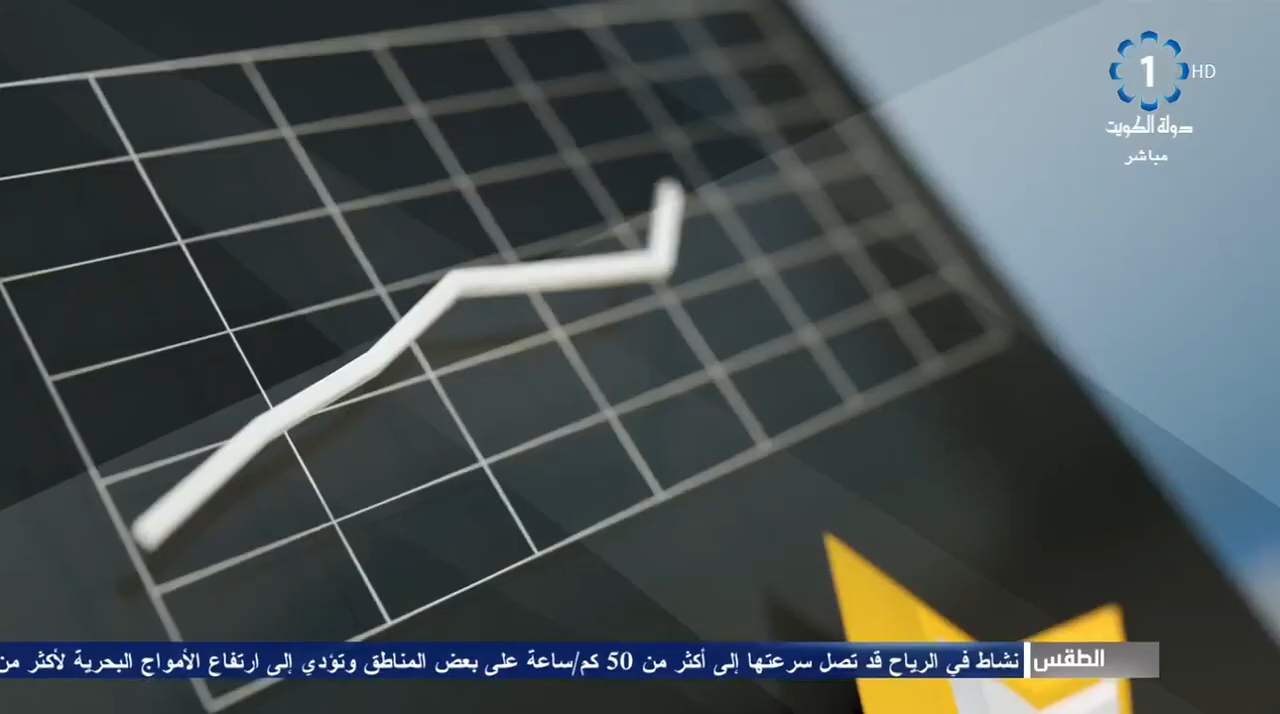 1 HD
دولة الكويت
مباشر
الطقس
نشاط في الرياح قد تصل سرعتها إلى أكثر من 50 كم/ساعة على بعض المناطق وتؤدي إلى ارتفاع الأمواج البحرية لأكثر من